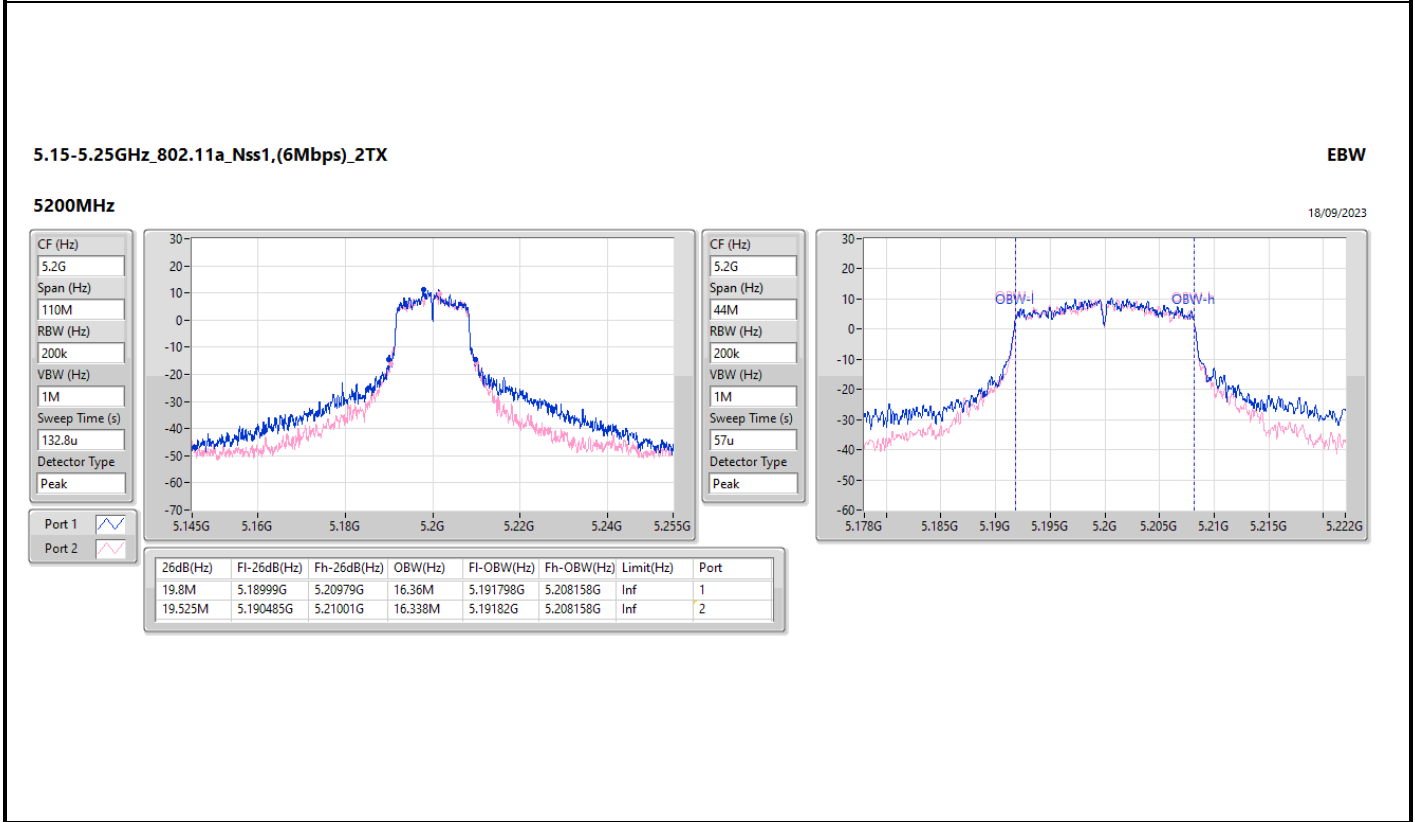 5.15-5.25GHz_802.11a_Nss1,(6Mbps)_2TX
EBW
5200MHz
18/09/2023
CF (Hz)
5.2G
Span (Hz)
110M
RBW (Hz)
200k
VBW (Hz)
1M
Sweep Time (s)
132.8u
Detector Type
Peak
Port 1
Port 2
30
20
10
0
-10
-20
-30
-40
-50
-60
-70
5.145G 5.16G 5.18G 5.2G 5.22G 5.24G 5.255G
CF (Hz)
5.2G
Span (Hz)
44M
RBW (Hz)
200k
VBW (Hz)
1M
Sweep Time (s)
57u
Detector Type
Peak
30
20
10
0
-10
-20
-30
-40
-50
-60
OBW-l OBW-h
5.178G 5.185G 5.19G 5.195G 5.2G 5.205G 5.21G 5.215G 5.222G
26dB(Hz) Fl-26dB(Hz) Fh-26dB(Hz) OBW(Hz) Fl-OBW(Hz) Fh-OBW(Hz) Limit(Hz) Port
19.8M 5.18999G 5.20979G 16.36M 5.191798G 5.208158G Inf 1
19.525M 5.190485G 5.21001G 16.338M 5.19182G 5.208158G Inf 2